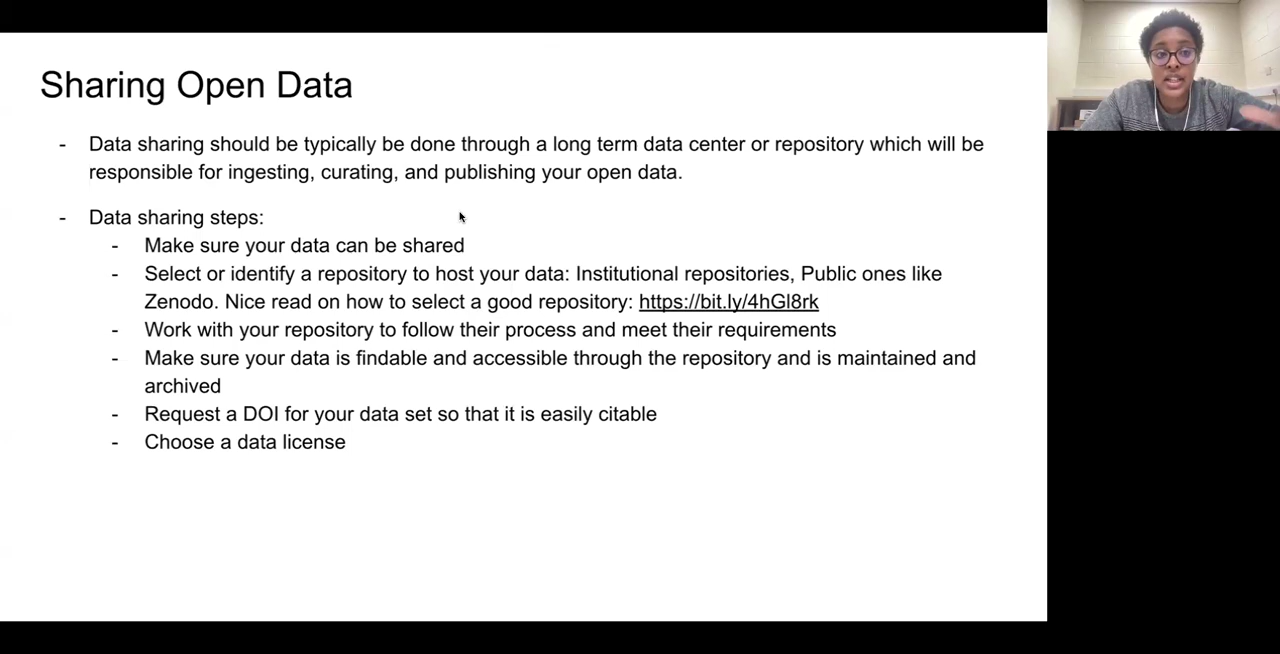 Sharing Open Data
- Data sharing should be typically be done through a long term data center or repository which will be
responsible for ingesting, curating, and publishing your open data.
- Data sharing steps:
- Make sure your data can be shared
- Select or identify a repository to host your data: Institutional repositories, Public ones like
Zenodo. Nice read on how to select a good repository: https://bit.ly/4hGl8rk
- Work with your repository to follow their process and meet their requirements
- Make sure your data is findable and accessible through the repository and is maintained and
archived
- Request a DOI for your data set so that it is easily citable
- Choose a data license